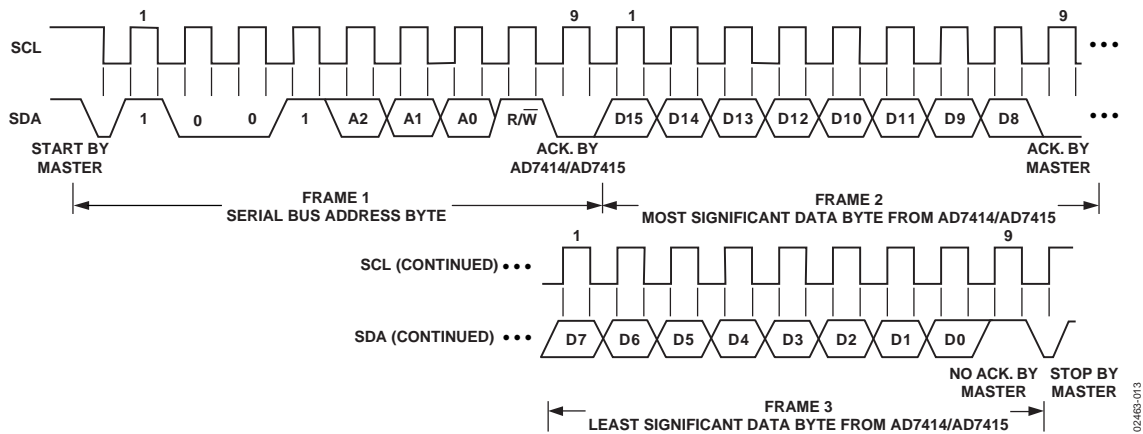 1 9 1 9
SCL •••
SDA 1 0 0 1 A2 A1 A0 R/W̅ D15 D14 D13 D12 D10 D11 D9 D8 •••
START BY MASTER
ACK. BY AD7414/AD7415
ACK. BY MASTER
FRAME 1
SERIAL BUS ADDRESS BYTE
FRAME 2
MOST SIGNIFICANT DATA BYTE FROM AD7414/AD7415
1 9
SCL (CONTINUED) •••
SDA (CONTINUED) ••• D7 D6 D5 D4 D3 D2 D1 D0
NO ACK. BY MASTER
STOP BY MASTER
FRAME 3
LEAST SIGNIFICANT DATA BYTE FROM AD7414/AD7415
02463-013